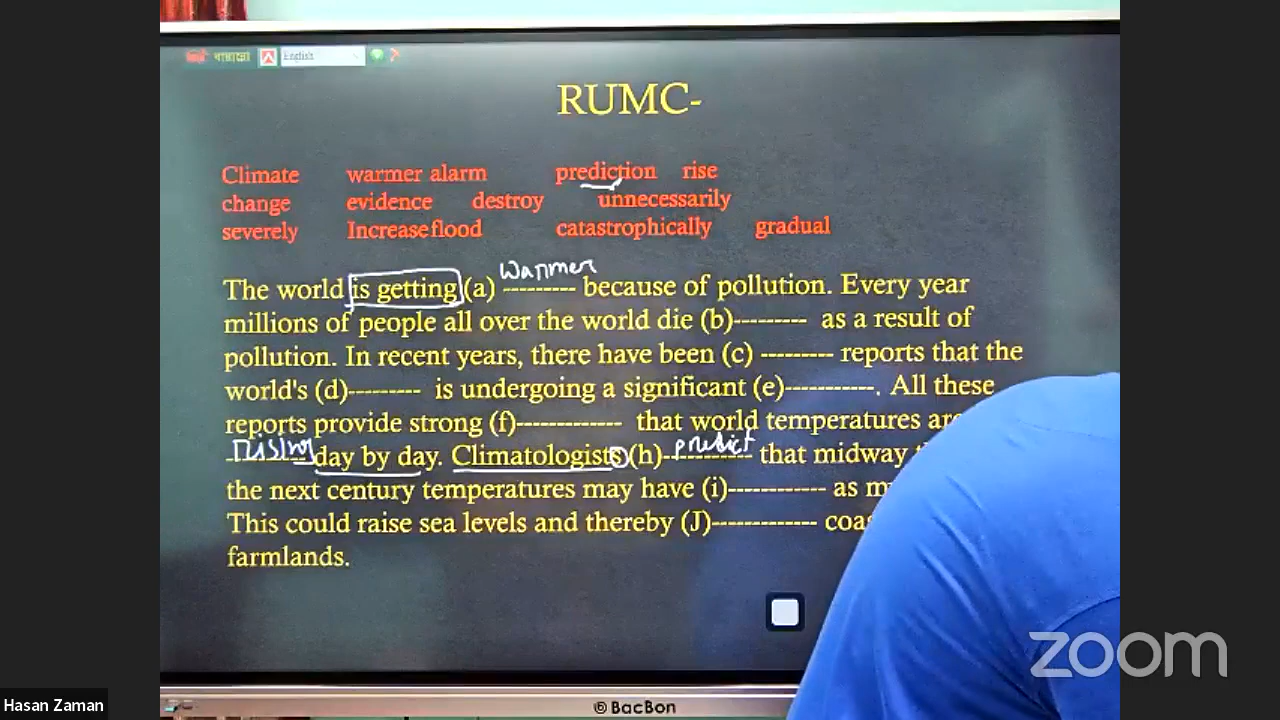 English
RUMC-
Climate warmer alarm prediction rise
change evidence destroy unnecessarily
severely Increase flood catastrophically gradual
warmer
The world is getting (a) --------- because of pollution. Every year
millions of people all over the world die (b)--------- as a result of
pollution. In recent years, there have been (c) --------- reports that the
world's (d)--------- is undergoing a significant (e)-----------. All these
reports provide strong (f)------------- that world temperatures
rising predict
--------- day by day. Climatologists (h)----------- that midway
the next century temperatures may have (i)------------ as
This could raise sea levels and thereby (J)-------------
farmlands.
zoom
Hasan Zaman
BacBon